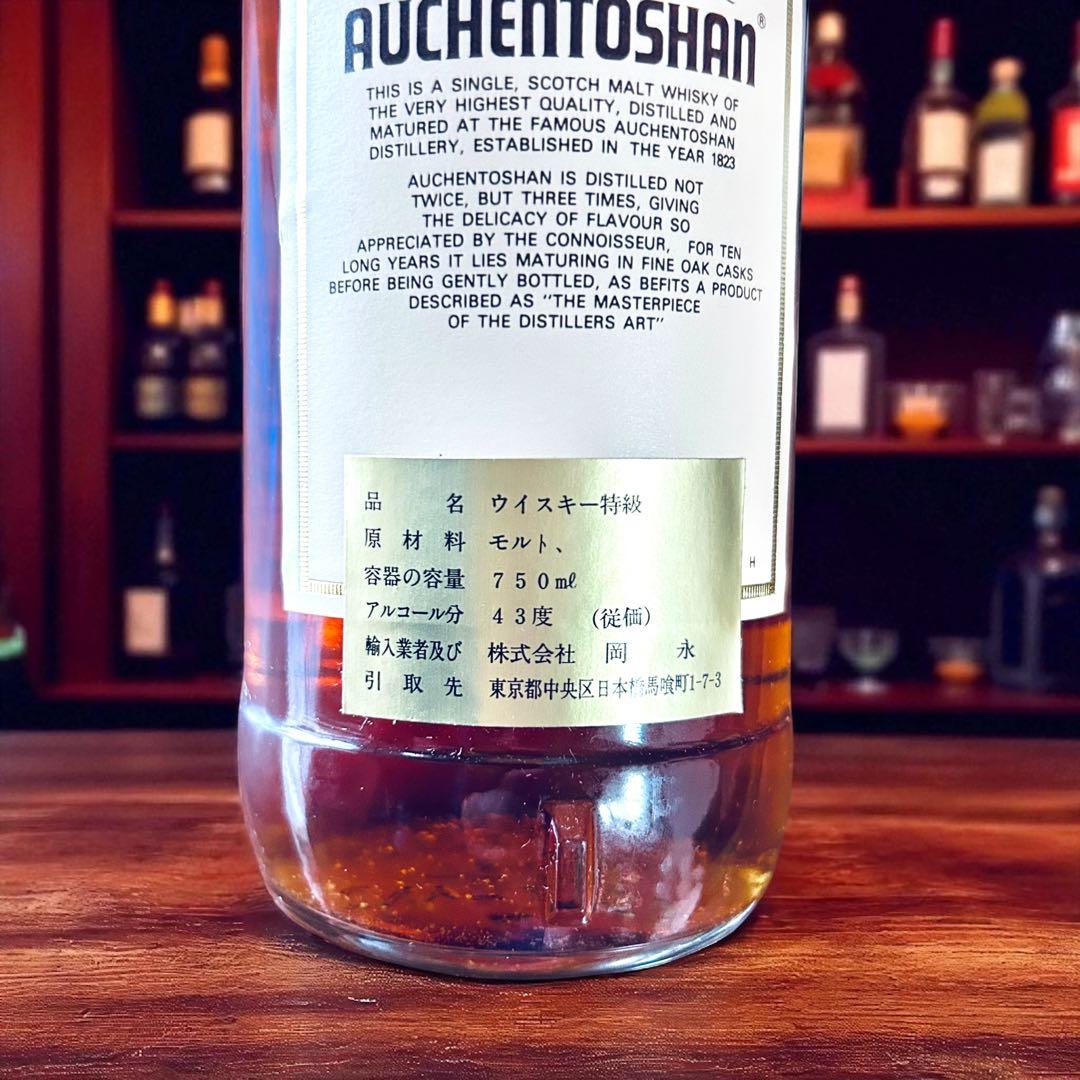 AUCHENTOSHAN®
THIS IS A SINGLE, SCOTCH MALT WHISKY OF
THE VERY HIGHEST QUALITY, DISTILLED AND
MATURED AT THE FAMOUS AUCHENTOSHAN
DISTILLERY, ESTABLISHED IN THE YEAR 1823
AUCHENTOSHAN IS DISTILLED NOT
TWICE, BUT THREE TIMES, GIVING
THE DELICACY OF FLAVOUR SO
APPRECIATED BY THE CONNOISSEUR, FOR TEN
LONG YEARS IT LIES MATURING IN FINE OAK CASKS
BEFORE BEING GENTLY BOTTLED, AS BEFITS A PRODUCT
DESCRIBED AS "THE MASTERPIECE
OF THE DISTILLERS ART"
H
品名 ウイスキー特級
原材料 モルト、
容器の容量 750㎖
アルコール分 43度 (従価)
輸入業者及び 株式会社 岡永
引取先 東京都中央区日本橋馬喰町1-7-3